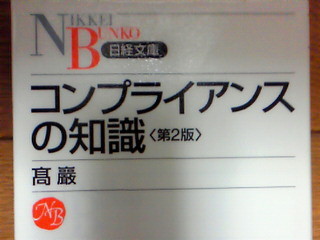 NIKKEI
BUNKO
日経文庫
コンプライアンス
の知識〈第2版〉
髙 巖
NB